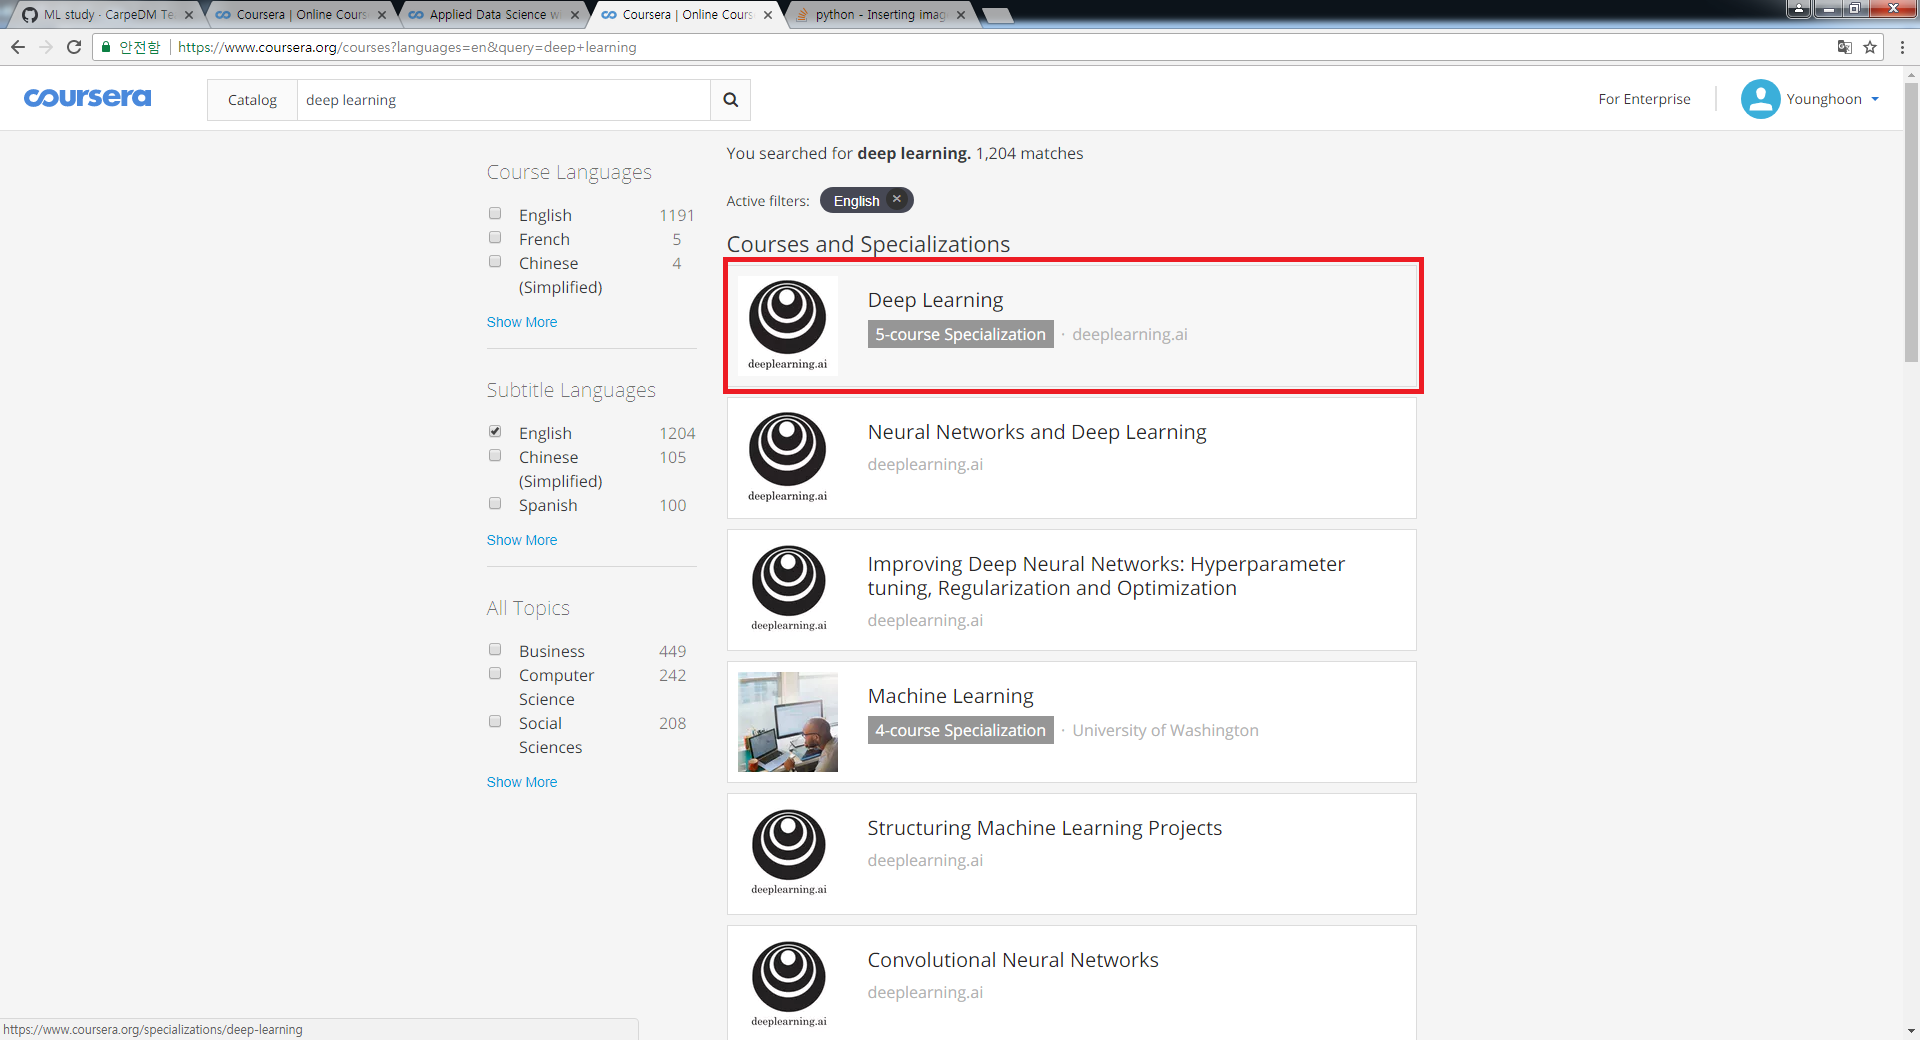 ML study · CarpeDM Te
Coursera | Online Cours
Applied Data Science wi
Coursera | Online Cours
python - Inserting imag
안전함
https://www.coursera.org/courses?languages=en&query=deep+learning
coursera
Catalog
deep learning
For Enterprise
Younghoon
You searched for deep learning. 1,204 matches
Active filters: English
Course Languages
English 1191
French 5
Chinese 4
(Simplified)
Show More
Subtitle Languages
English 1204
Chinese 105
(Simplified)
Spanish 100
Show More
All Topics
Business 449
Computer 242
Science
Social 208
Sciences
Show More
Courses and Specializations
deeplearning.ai
Deep Learning
5-course Specialization · deeplearning.ai
deeplearning.ai
Neural Networks and Deep Learning
deeplearning.ai
deeplearning.ai
Improving Deep Neural Networks: Hyperparameter
tuning, Regularization and Optimization
deeplearning.ai
Machine Learning
4-course Specialization · University of Washington
deeplearning.ai
Structuring Machine Learning Projects
deeplearning.ai
deeplearning.ai
Convolutional Neural Networks
deeplearning.ai
https://www.coursera.org/specializations/deep-learning